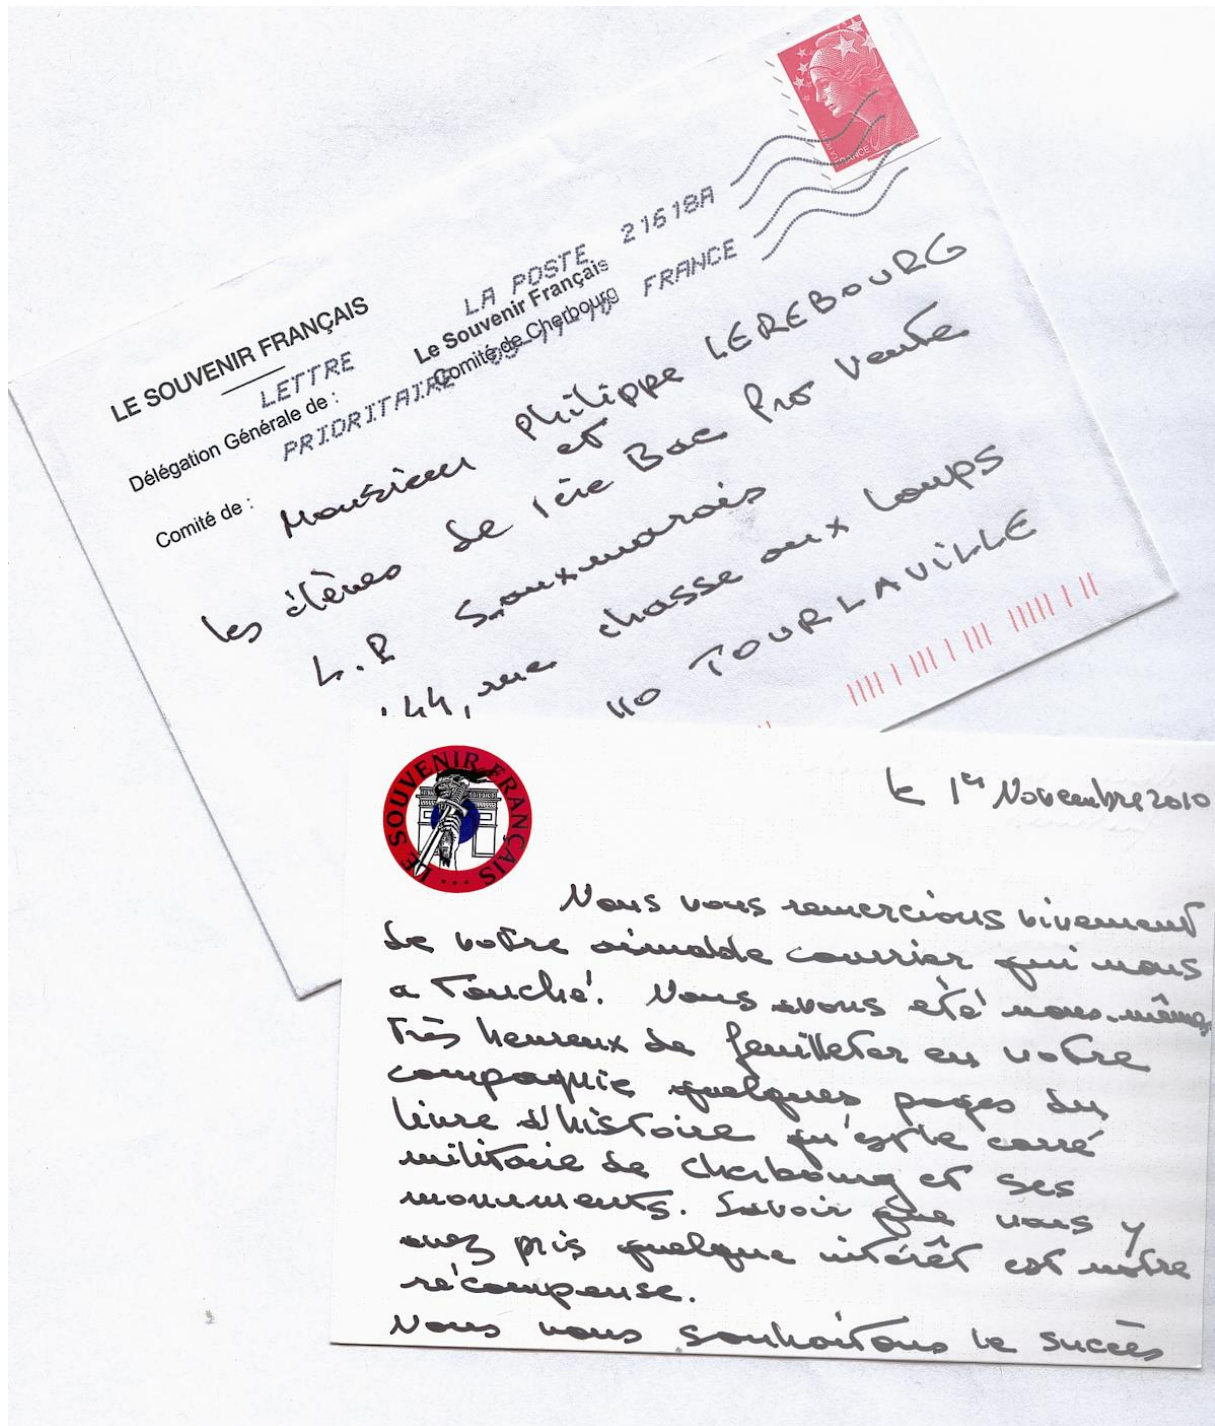 FRANCE
LA POSTE 21618A
LE SOUVENIR FRANÇAIS
Le Souvenir Français
LETTRE
Comité de Cherbourg
FRANCE
PRIORITAIRE
Délégation Générale de :
Comité de :
Monsieur Philippe LEREBOURG
et
les élèves de 1ère Bac Pro Vente
L.P Sauxmarais
44, rue chasse aux Loups
110 TOURLAVILLE
LE SOUVENIR FRANÇAIS ...
le 1er Novembre 2010
Nous vous remercions vivement
de votre aimable courrier qui nous
a touché. Nous avons été nous-mêmes
très heureux de feuilleter en votre
compagnie quelques pages du
livre d'histoire qu'est le carré
militaire de Cherbourg et ses
monuments. Savoir que vous y
avez pris quelque intérêt est notre
récompense.
Nous vous souhaitons le succès